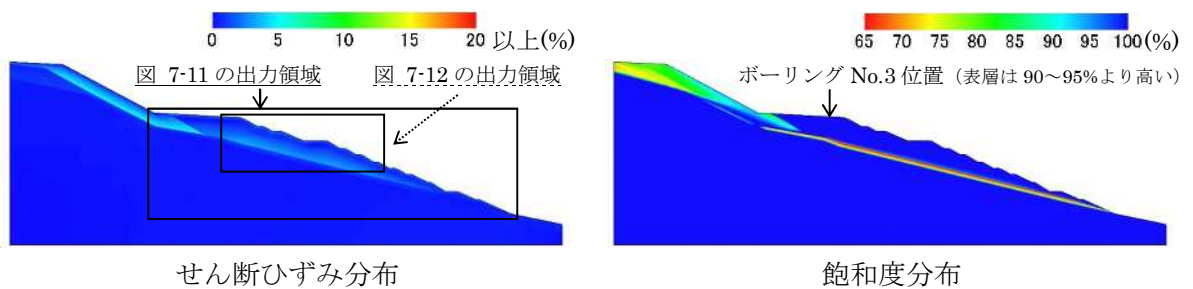 0 5 10 15 20 以上(%)
図 7-11 の出力領域
図 7-12 の出力領域
せん断ひずみ分布
65 70 75 80 85 90 95 100(%)
ボーリング No.3 位置（表層は 90～95%より高い）
飽和度分布